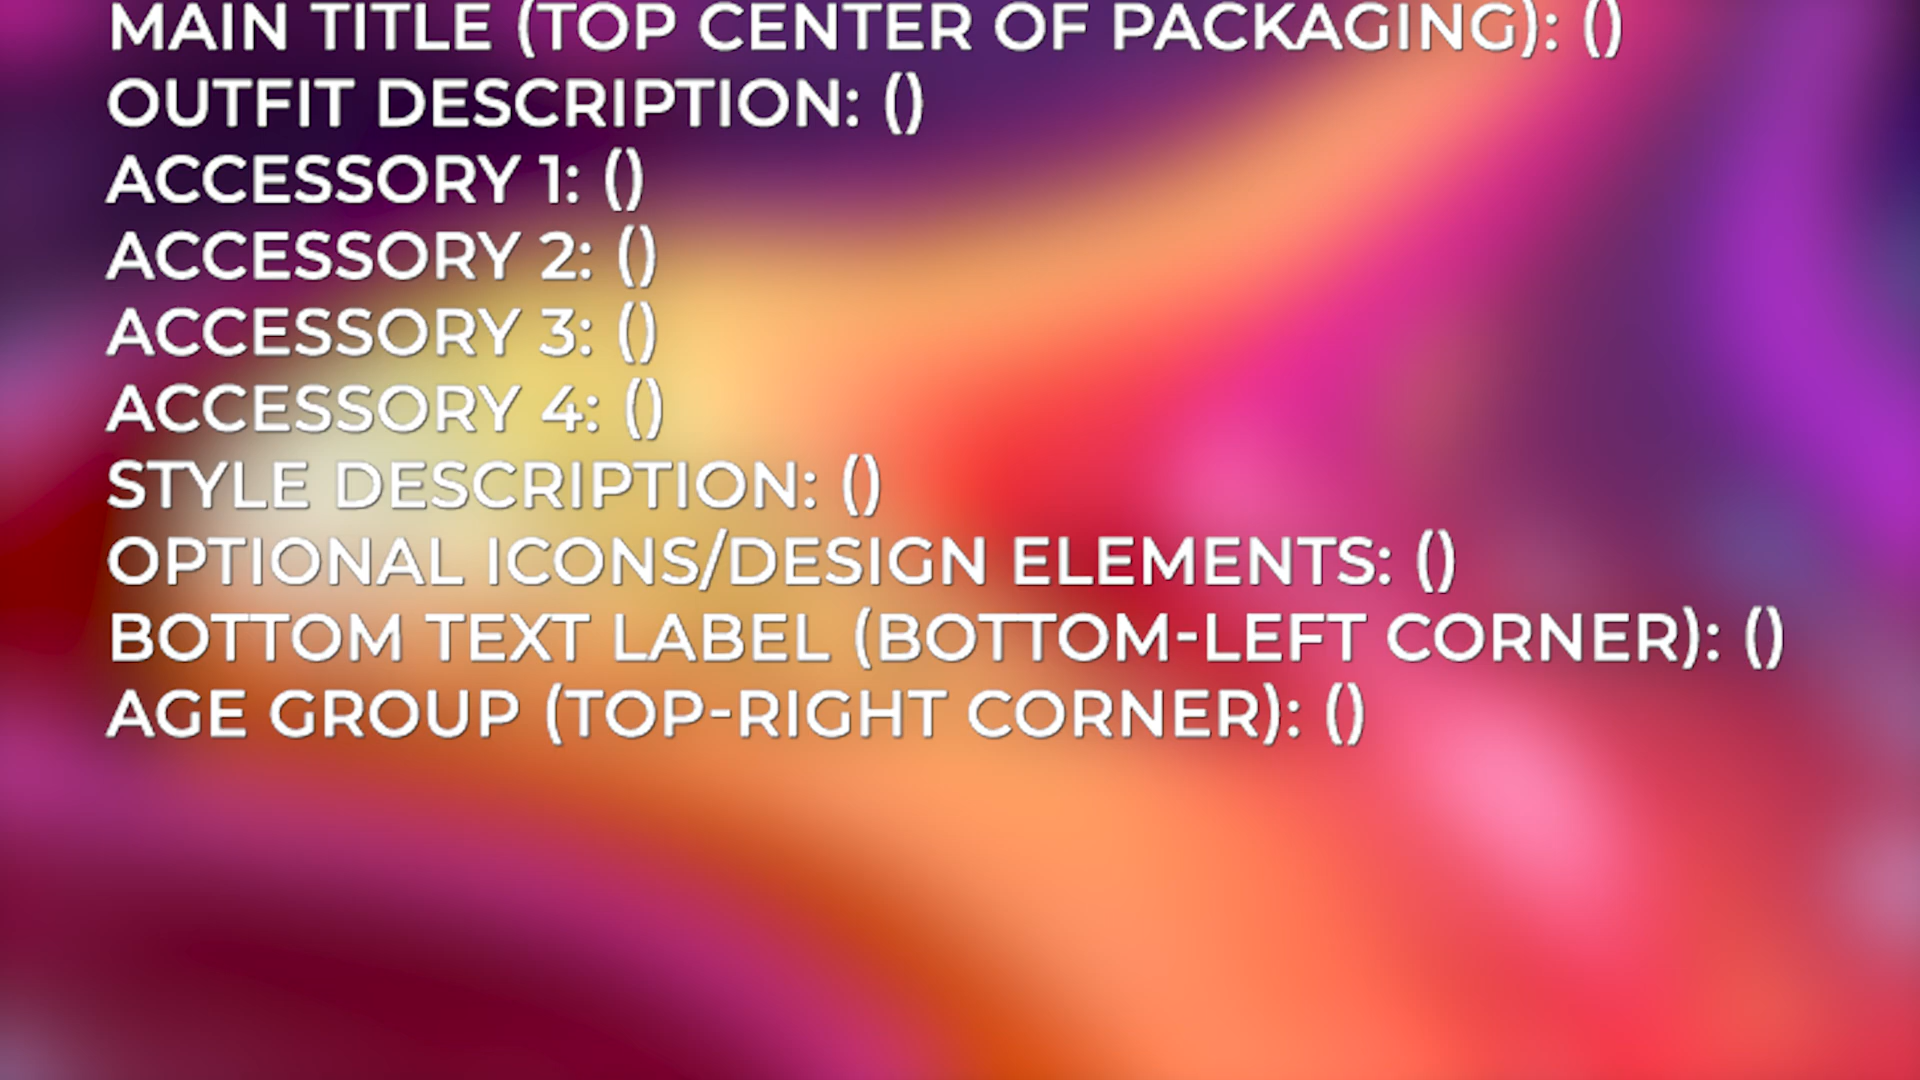 MAIN TITLE (TOP CENTER OF PACKAGING): ()
OUTFIT DESCRIPTION: ()
ACCESSORY 1: ()
ACCESSORY 2: ()
ACCESSORY 3: ()
ACCESSORY 4: ()
STYLE DESCRIPTION: ()
OPTIONAL ICONS/DESIGN ELEMENTS: ()
BOTTOM TEXT LABEL (BOTTOM-LEFT CORNER): ()
AGE GROUP (TOP-RIGHT CORNER): ()